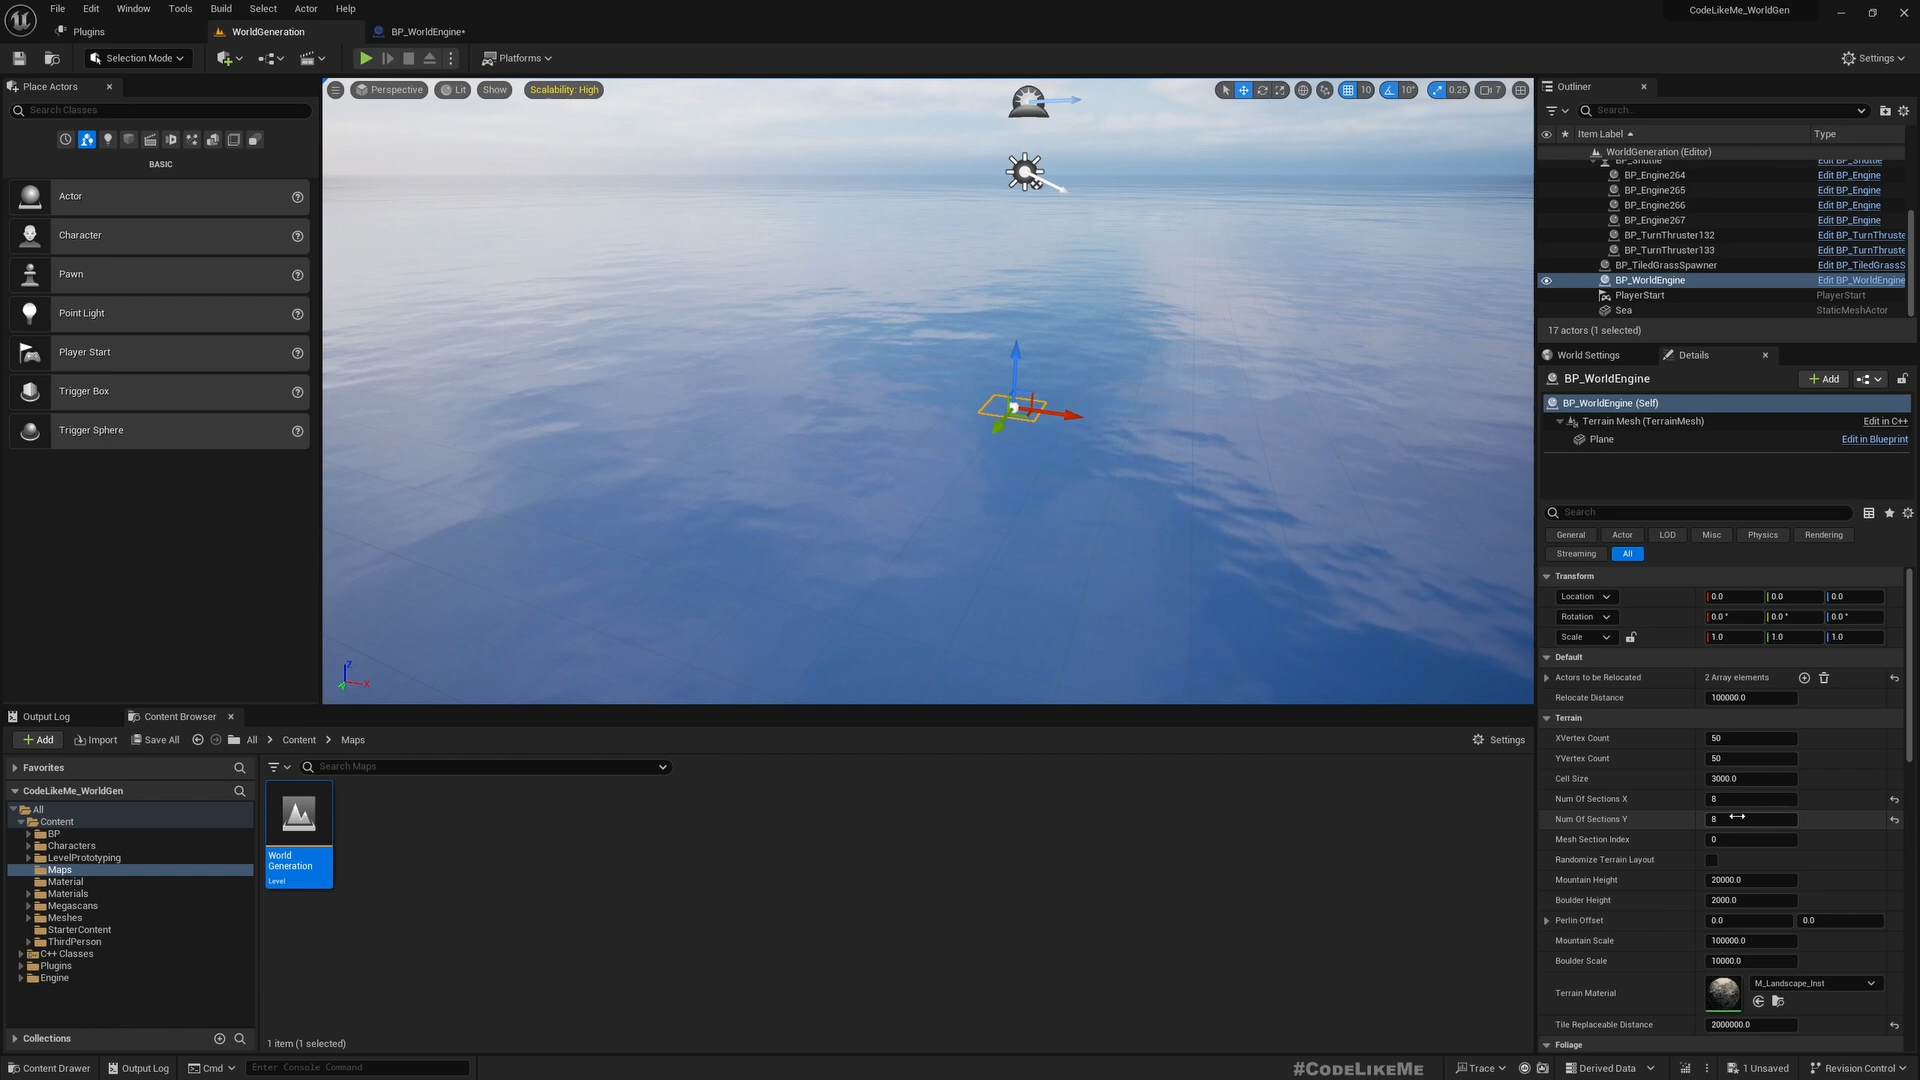 File Edit Window Tools Build Select Actor Help
CodeLikeMe_WorldGen
Plugins
WorldGeneration
BP_WorldEngine•
Selection Mode
Platforms
Settings
Place Actors
Search Classes
BASIC
Actor
Character
Pawn
Point Light
Player Start
Trigger Box
Trigger Sphere
Perspective
Lit
Show
Scalability: High
10
10°
0.25
7
Z
X
Outliner
Search...
Item Label
Type
WorldGeneration (Editor)
BP_Shuttle Edit BP_Shuttle
BP_Engine264 Edit BP_Engine
BP_Engine265 Edit BP_Engine
BP_Engine266 Edit BP_Engine
BP_Engine267 Edit BP_Engine
BP_TurnThruster132 Edit BP_TurnThruste
BP_TurnThruster133 Edit BP_TurnThruste
BP_TiledGrassSpawner Edit BP_TiledGrassS
BP_WorldEngine Edit BP_WorldEngine
PlayerStart PlayerStart
Sea StaticMeshActor
17 actors (1 selected)
World Settings
Details
BP_WorldEngine
Add
BP_WorldEngine (Self)
Terrain Mesh (TerrainMesh) Edit in C++
Plane Edit in Blueprint
Search
General Actor LOD Misc Physics Rendering
Streaming All
Transform
Location 0.0 0.0 0.0
Rotation 0.0° 0.0° 0.0°
Scale 1.0 1.0 1.0
Default
Actors to be Relocated 2 Array elements
Relocate Distance 100000.0
Terrain
XVertex Count 50
YVertex Count 50
Cell Size 3000.0
Num Of Sections X 8
Num Of Sections Y 8
Mesh Section Index 0
Randomize Terrain Layout
Mountain Height 20000.0
Boulder Height 2000.0
Perlin Offset 0.0 0.0
Mountain Scale 100000.0
Boulder Scale 10000.0
Terrain Material M_Landscape_Inst
Tile Replaceable Distance 2000000.0
Foliage
Output Log
Content Browser
Add
Import
Save All
All
Content
Maps
Settings
Favorites
Search Maps
CodeLikeMe_WorldGen
All
Content
BP
Characters
LevelPrototyping
Maps
Material
Materials
Megascans
Meshes
StarterContent
ThirdPerson
C++ Classes
Plugins
Engine
Collections
World
Generation
Level
1 item (1 selected)
Content Drawer
Output Log
Cmd
Enter Console Command
#CODELIKEME
Trace
Derived Data
1 Unsaved
Revision Control